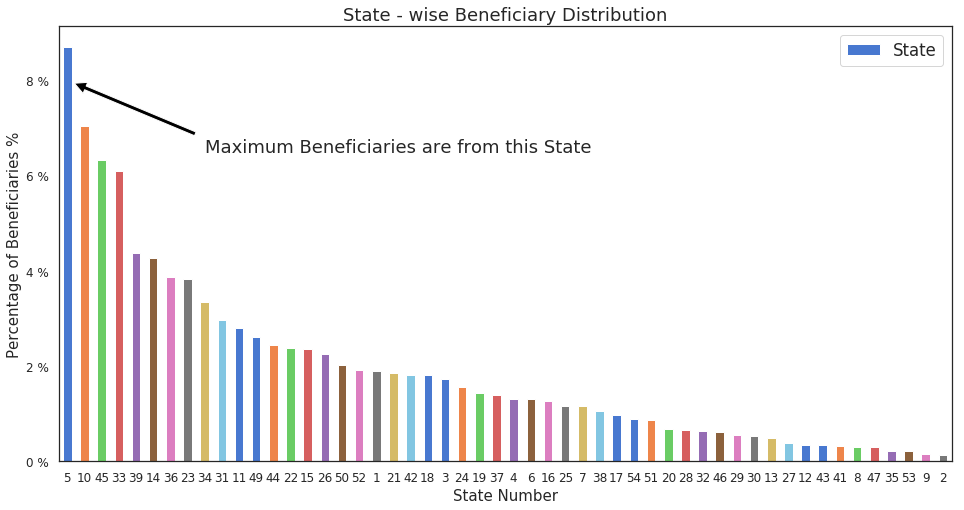 State - wise Beneficiary Distribution
State
8 %
Maximum Beneficiaries are from this State
6 %
4 %
2 %
0 %
Percentage of Beneficiaries %
5 10 45 33 39 14 36 23 34 31 11 49 44 22 15 26 50 52 1 21 42 18 3 24 19 37 4 6 16 25 7 38 17 54 51 20 28 32 46 29 30 13 27 12 43 41 8 47 35 53 9 2
State Number